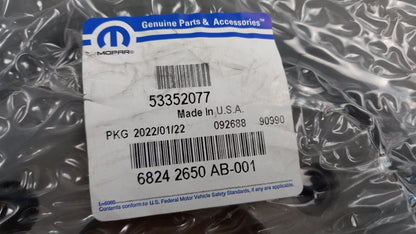 Genuine Parts & Accessories™
MOPAR®
53352077
Made In U.S.A.
PKG 2022/01/22 092688 90990
6824 2650 AB-001
Contents conform to U.S. Federal Motor Vehicle Safety Standards, if any are applicable.